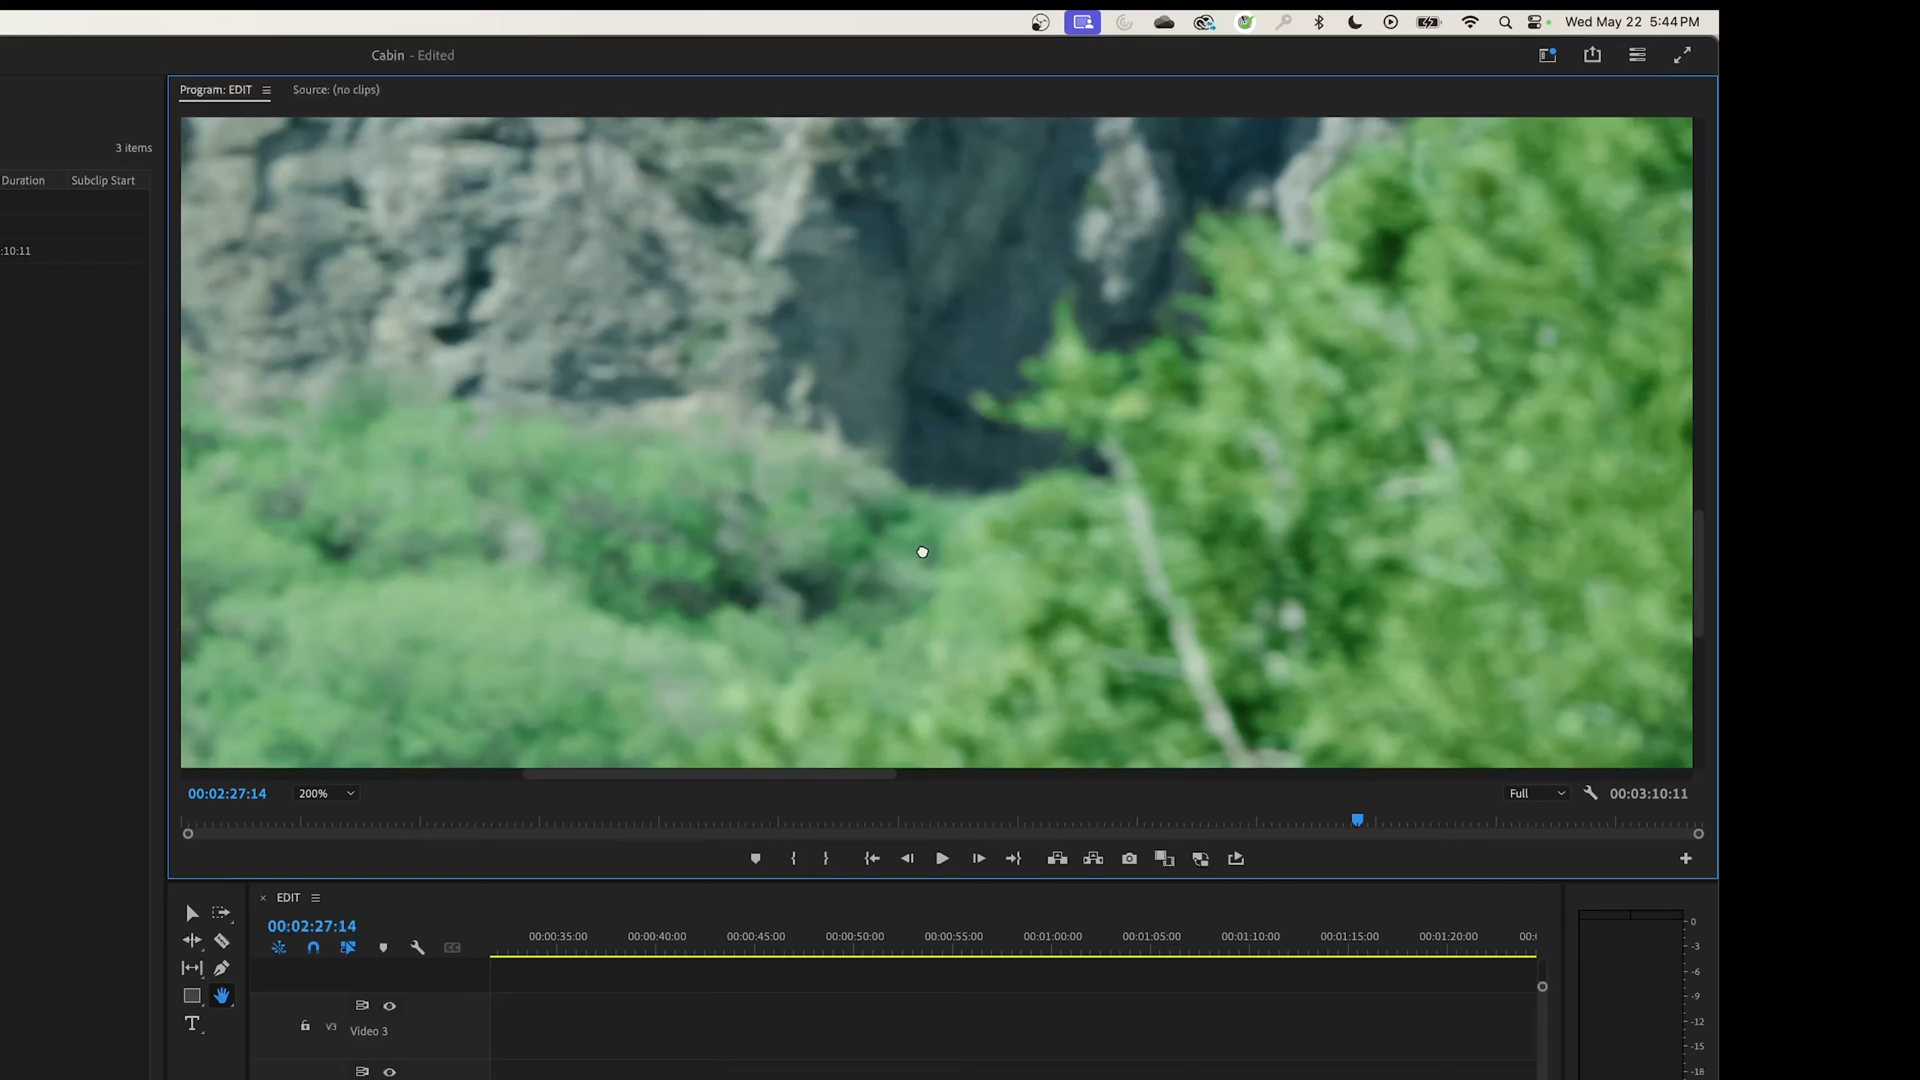 Wed May 22 5:44 PM
Cabin - Edited
Program: EDIT
Source: (no clips)
3 items
Duration
Subclip Start
:10:11
00:02:27:14
200%
Full
00:03:10:11
× EDIT
00:02:27:14
00:00:35:00
00:00:40:00
00:00:45:00
00:00:50:00
00:00:55:00
00:01:00:00
00:01:05:00
00:01:10:00
00:01:15:00
00:01:20:00
V3
Video 3
T
0
-3
-6
-9
-12
-15
-18